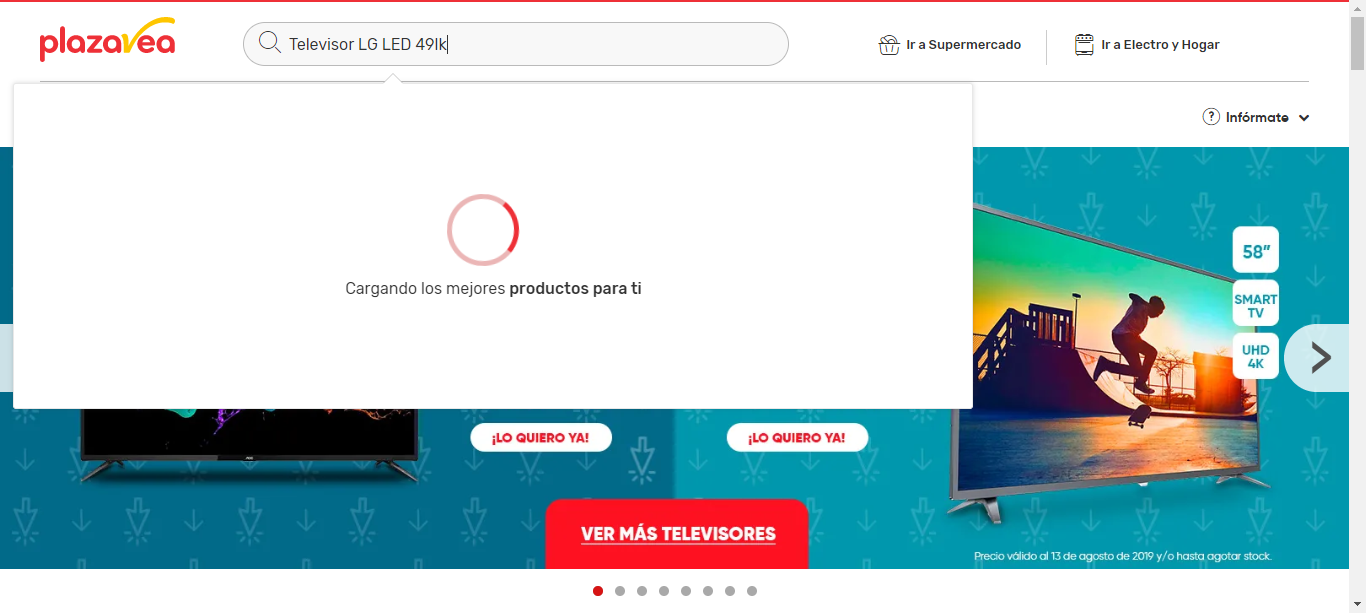 plazavea
Televisor LG LED 49lk
Ir a Supermercado
Ir a Electro y Hogar
? Infórmate
Cargando los mejores productos para ti
58”
SMART
TV
UHD
4K
¡LO QUIERO YA!
¡LO QUIERO YA!
VER MÁS TELEVISORES
Precio válido al 13 de agosto de 2019 y/o hasta agotar stock.